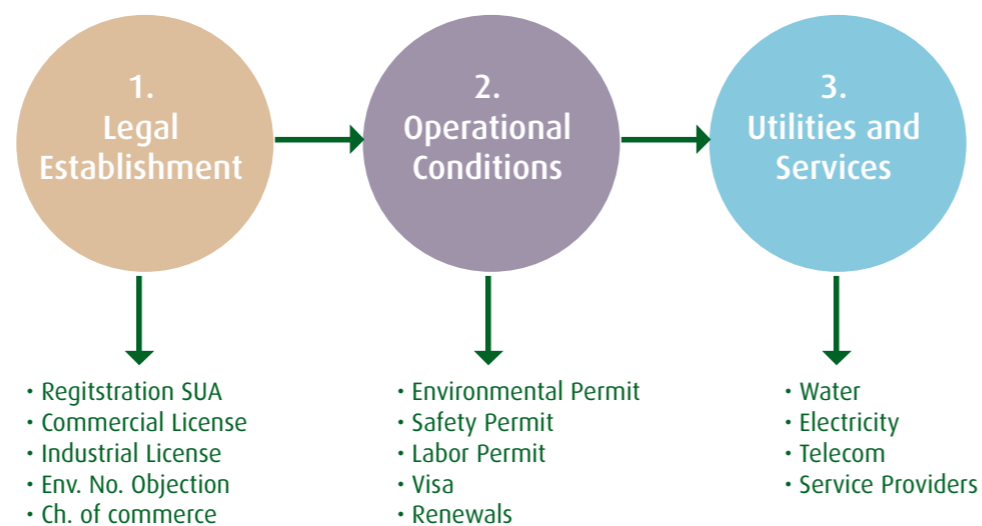 1.
Legal
Establishment
2.
Operational
Conditions
3.
Utilities and
Services
· Regitstration SUA
· Commercial License
· Industrial License
· Env. No. Objection
· Ch. of commerce
· Environmental Permit
· Safety Permit
· Labor Permit
· Visa
· Renewals
· Water
· Electricity
· Telecom
· Service Providers